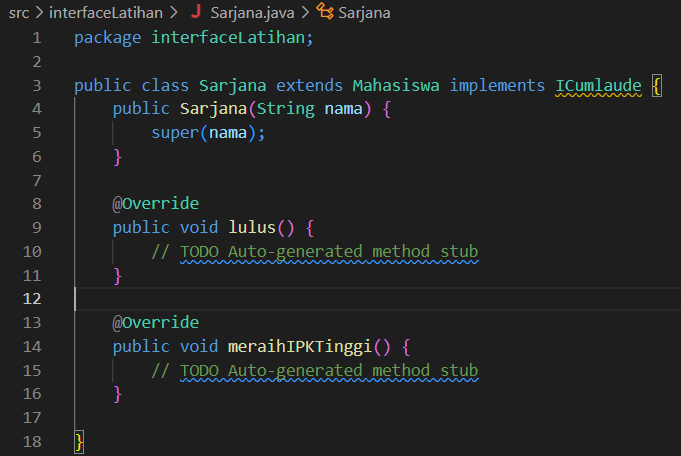 src > interfaceLatihan > J Sarjana.java > Sarjana
1 package interfaceLatihan;
2
3 public class Sarjana extends Mahasiswa implements ICumlaude {
4     public Sarjana(String nama) {
5         super(nama);
6     }
7
8     @Override
9     public void lulus() {
10         // TODO Auto-generated method stub
11     }
12
13     @Override
14     public void meraihIPKTinggi() {
15         // TODO Auto-generated method stub
16     }
17
18 }